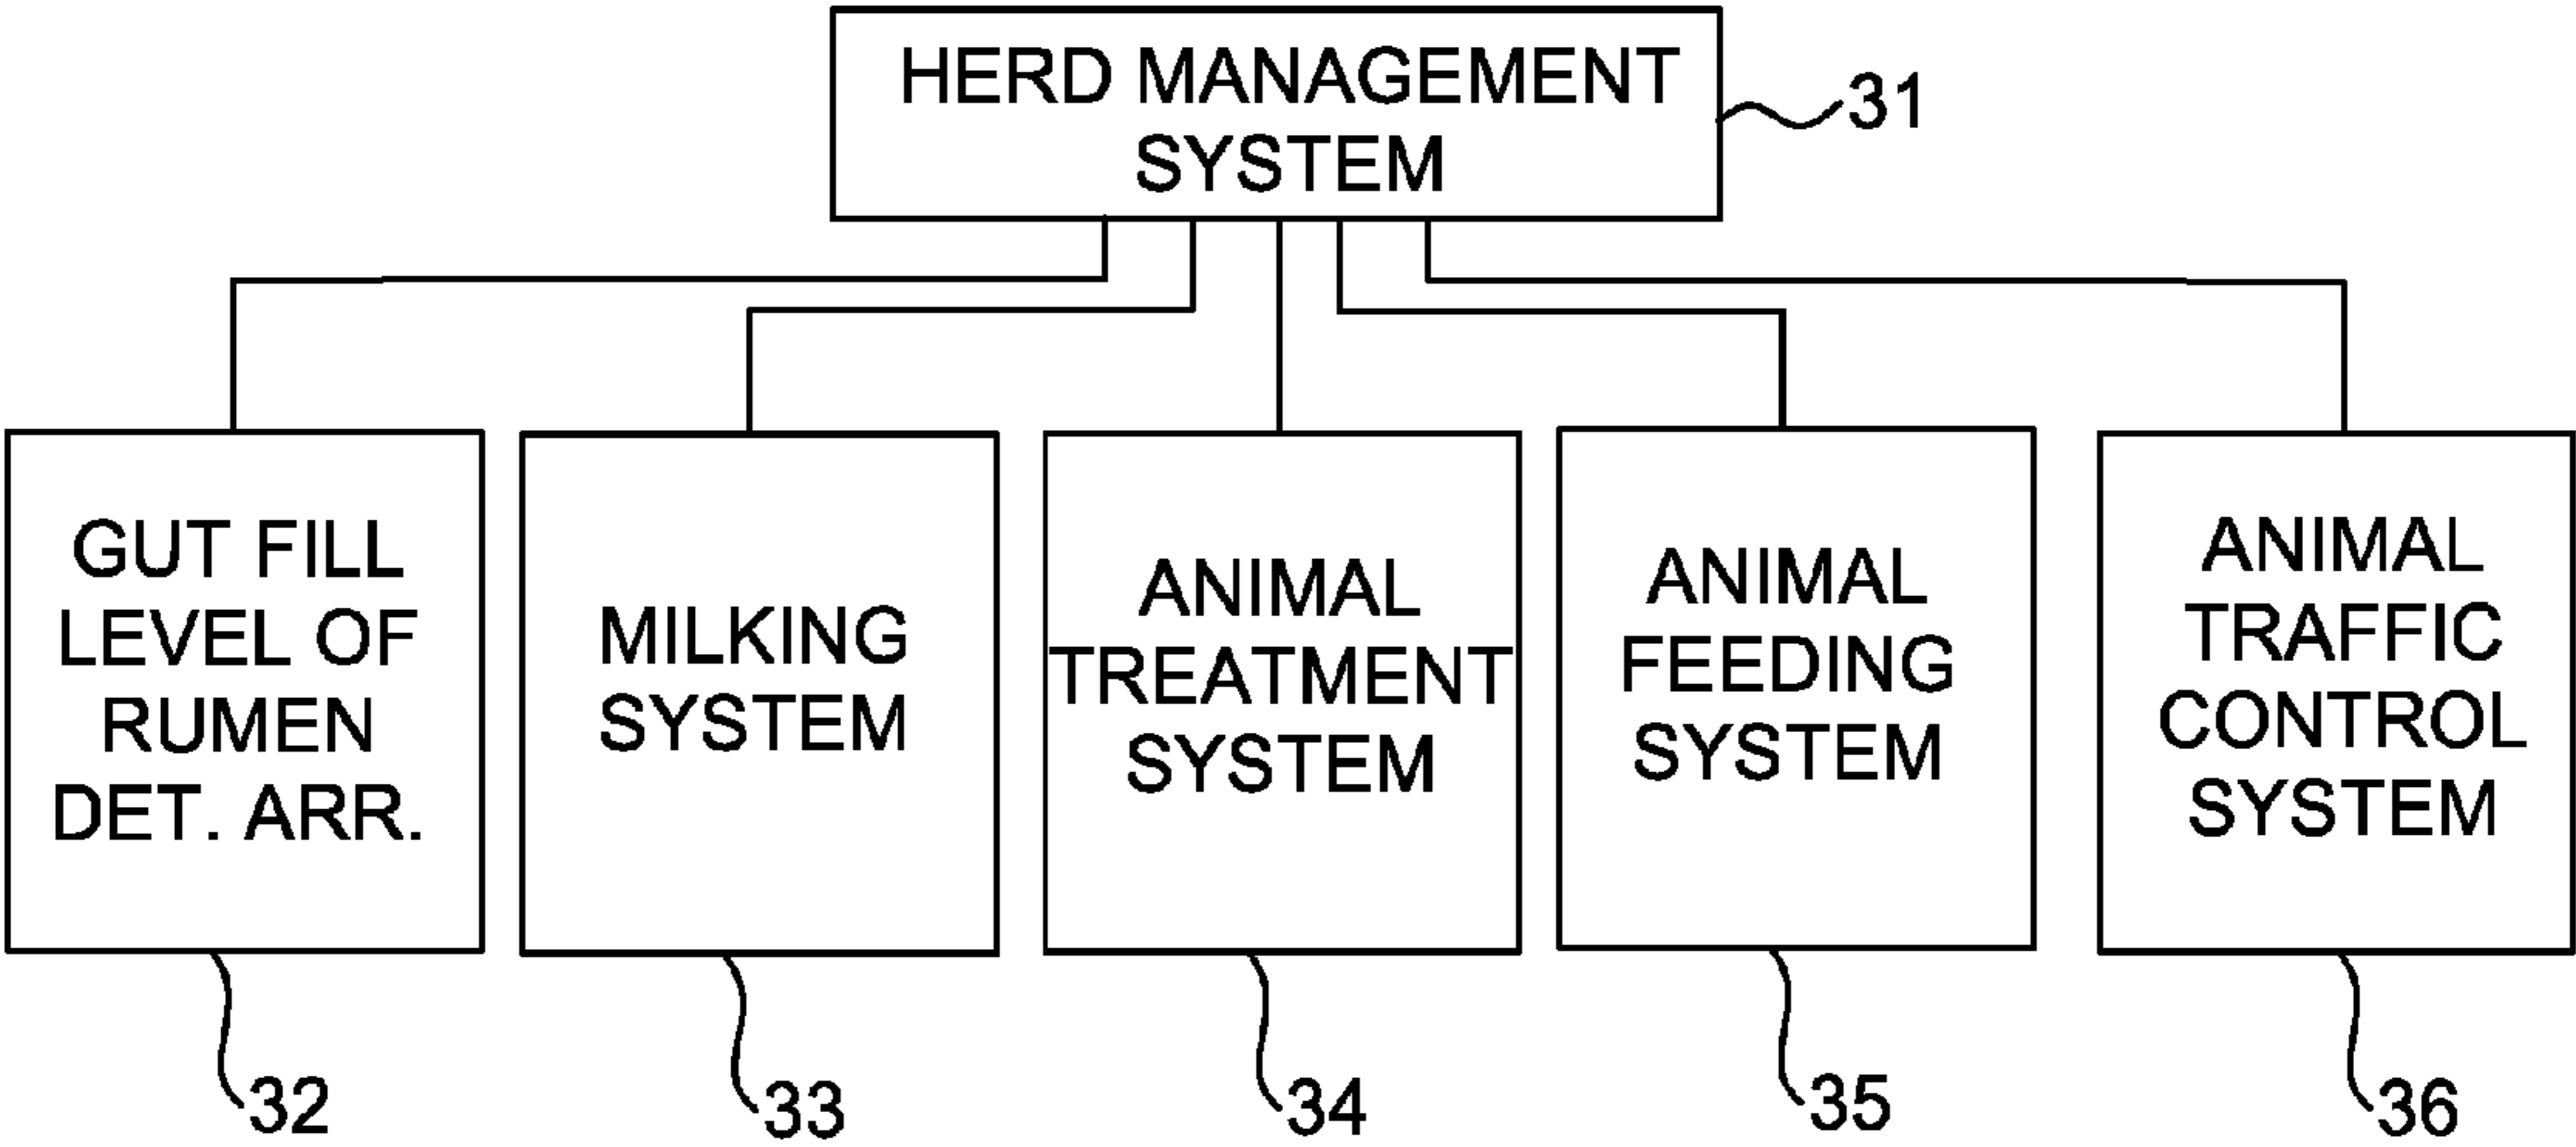 HERD MANAGEMENT
SYSTEM
31
GUT FILL
LEVEL OF
RUMEN
DET. ARR.
MILKING
SYSTEM
ANIMAL
TREATMENT
SYSTEM
ANIMAL
FEEDING
SYSTEM
ANIMAL
TRAFFIC
CONTROL
SYSTEM
32
33
34
35
36